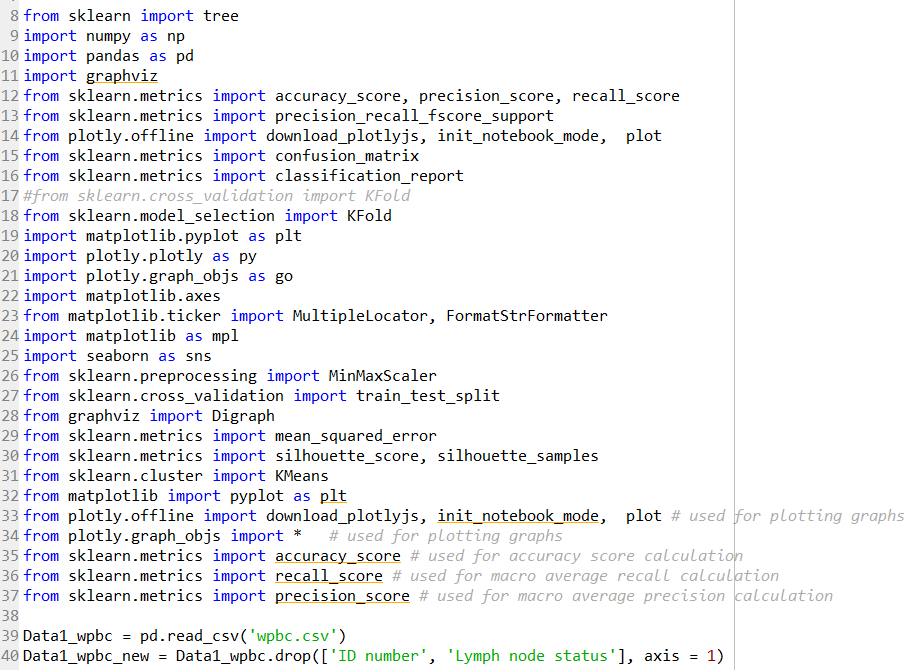 8 from sklearn import tree
9 import numpy as np
10 import pandas as pd
11 import graphviz
12 from sklearn.metrics import accuracy_score, precision_score, recall_score
13 from sklearn.metrics import precision_recall_fscore_support
14 from plotly.offline import download_plotlyjs, init_notebook_mode,  plot
15 from sklearn.metrics import confusion_matrix
16 from sklearn.metrics import classification_report
17 #from sklearn.cross_validation import KFold
18 from sklearn.model_selection import KFold
19 import matplotlib.pyplot as plt
20 import plotly.plotly as py
21 import plotly.graph_objs as go
22 import matplotlib.axes
23 from matplotlib.ticker import MultipleLocator, FormatStrFormatter
24 import matplotlib as mpl
25 import seaborn as sns
26 from sklearn.preprocessing import MinMaxScaler
27 from sklearn.cross_validation import train_test_split
28 from graphviz import Digraph
29 from sklearn.metrics import mean_squared_error
30 from sklearn.metrics import silhouette_score, silhouette_samples
31 from sklearn.cluster import KMeans
32 from matplotlib import pyplot as plt
33 from plotly.offline import download_plotlyjs, init_notebook_mode,  plot # used for plotting graphs
34 from plotly.graph_objs import *   # used for plotting graphs
35 from sklearn.metrics import accuracy_score # used for accuracy score calculation
36 from sklearn.metrics import recall_score # used for macro average recall calculation
37 from sklearn.metrics import precision_score # used for macro average precision calculation
38
39 Data1_wpbc = pd.read_csv('wpbc.csv')
40 Data1_wpbc_new = Data1_wpbc.drop(['ID number', 'Lymph node status'], axis = 1)